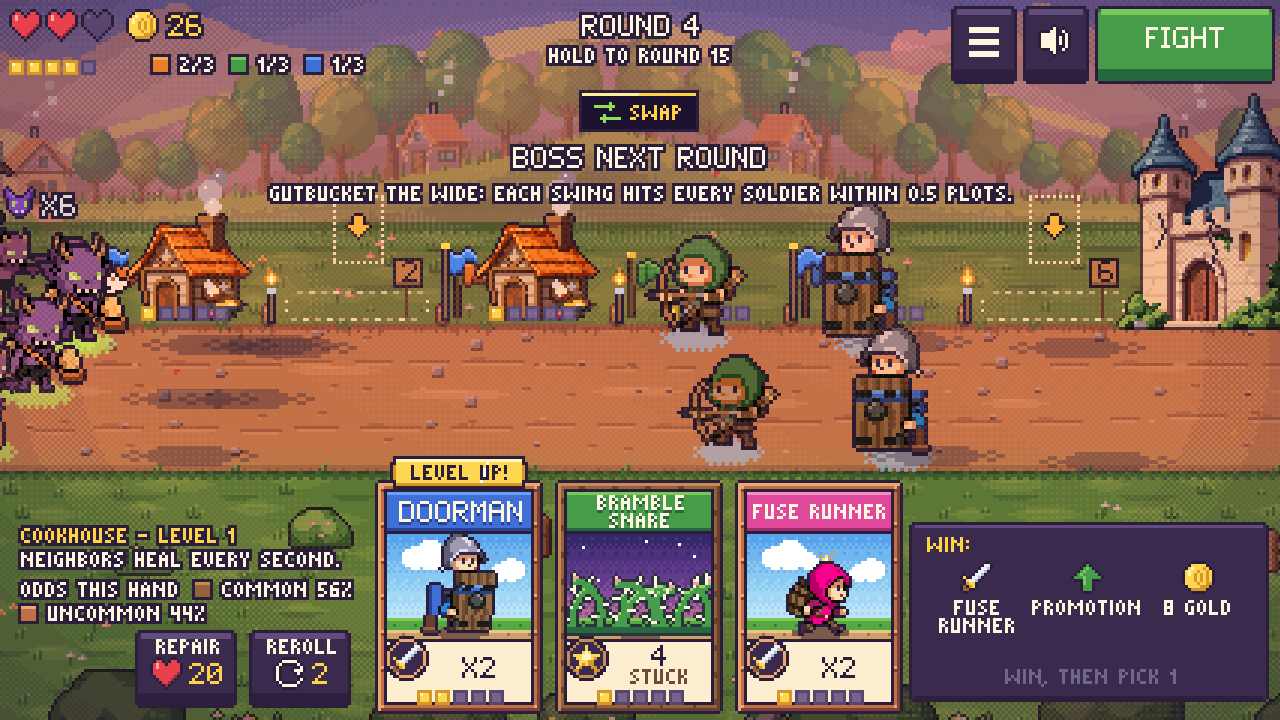 26
2/3 1/3 1/3
ROUND 4
HOLD TO ROUND 15
FIGHT
SWAP
BOSS NEXT ROUND
GUTBUCKET THE WIDE: EACH SWING HITS EVERY SOLDIER WITHIN 0.5 PLOTS.
X6
2
6
LEVEL UP!
DOORMAN
X2
BRAMBLE
SNARE
4
STUCK
FUSE RUNNER
X2
COOKHOUSE - LEVEL 1
NEIGHBORS HEAL EVERY SECOND.
ODDS THIS HAND COMMON 56%
UNCOMMON 44%
REPAIR
20
REROLL
2
WIN:
FUSE
RUNNER
PROMOTION
8 GOLD
WIN, THEN PICK 1